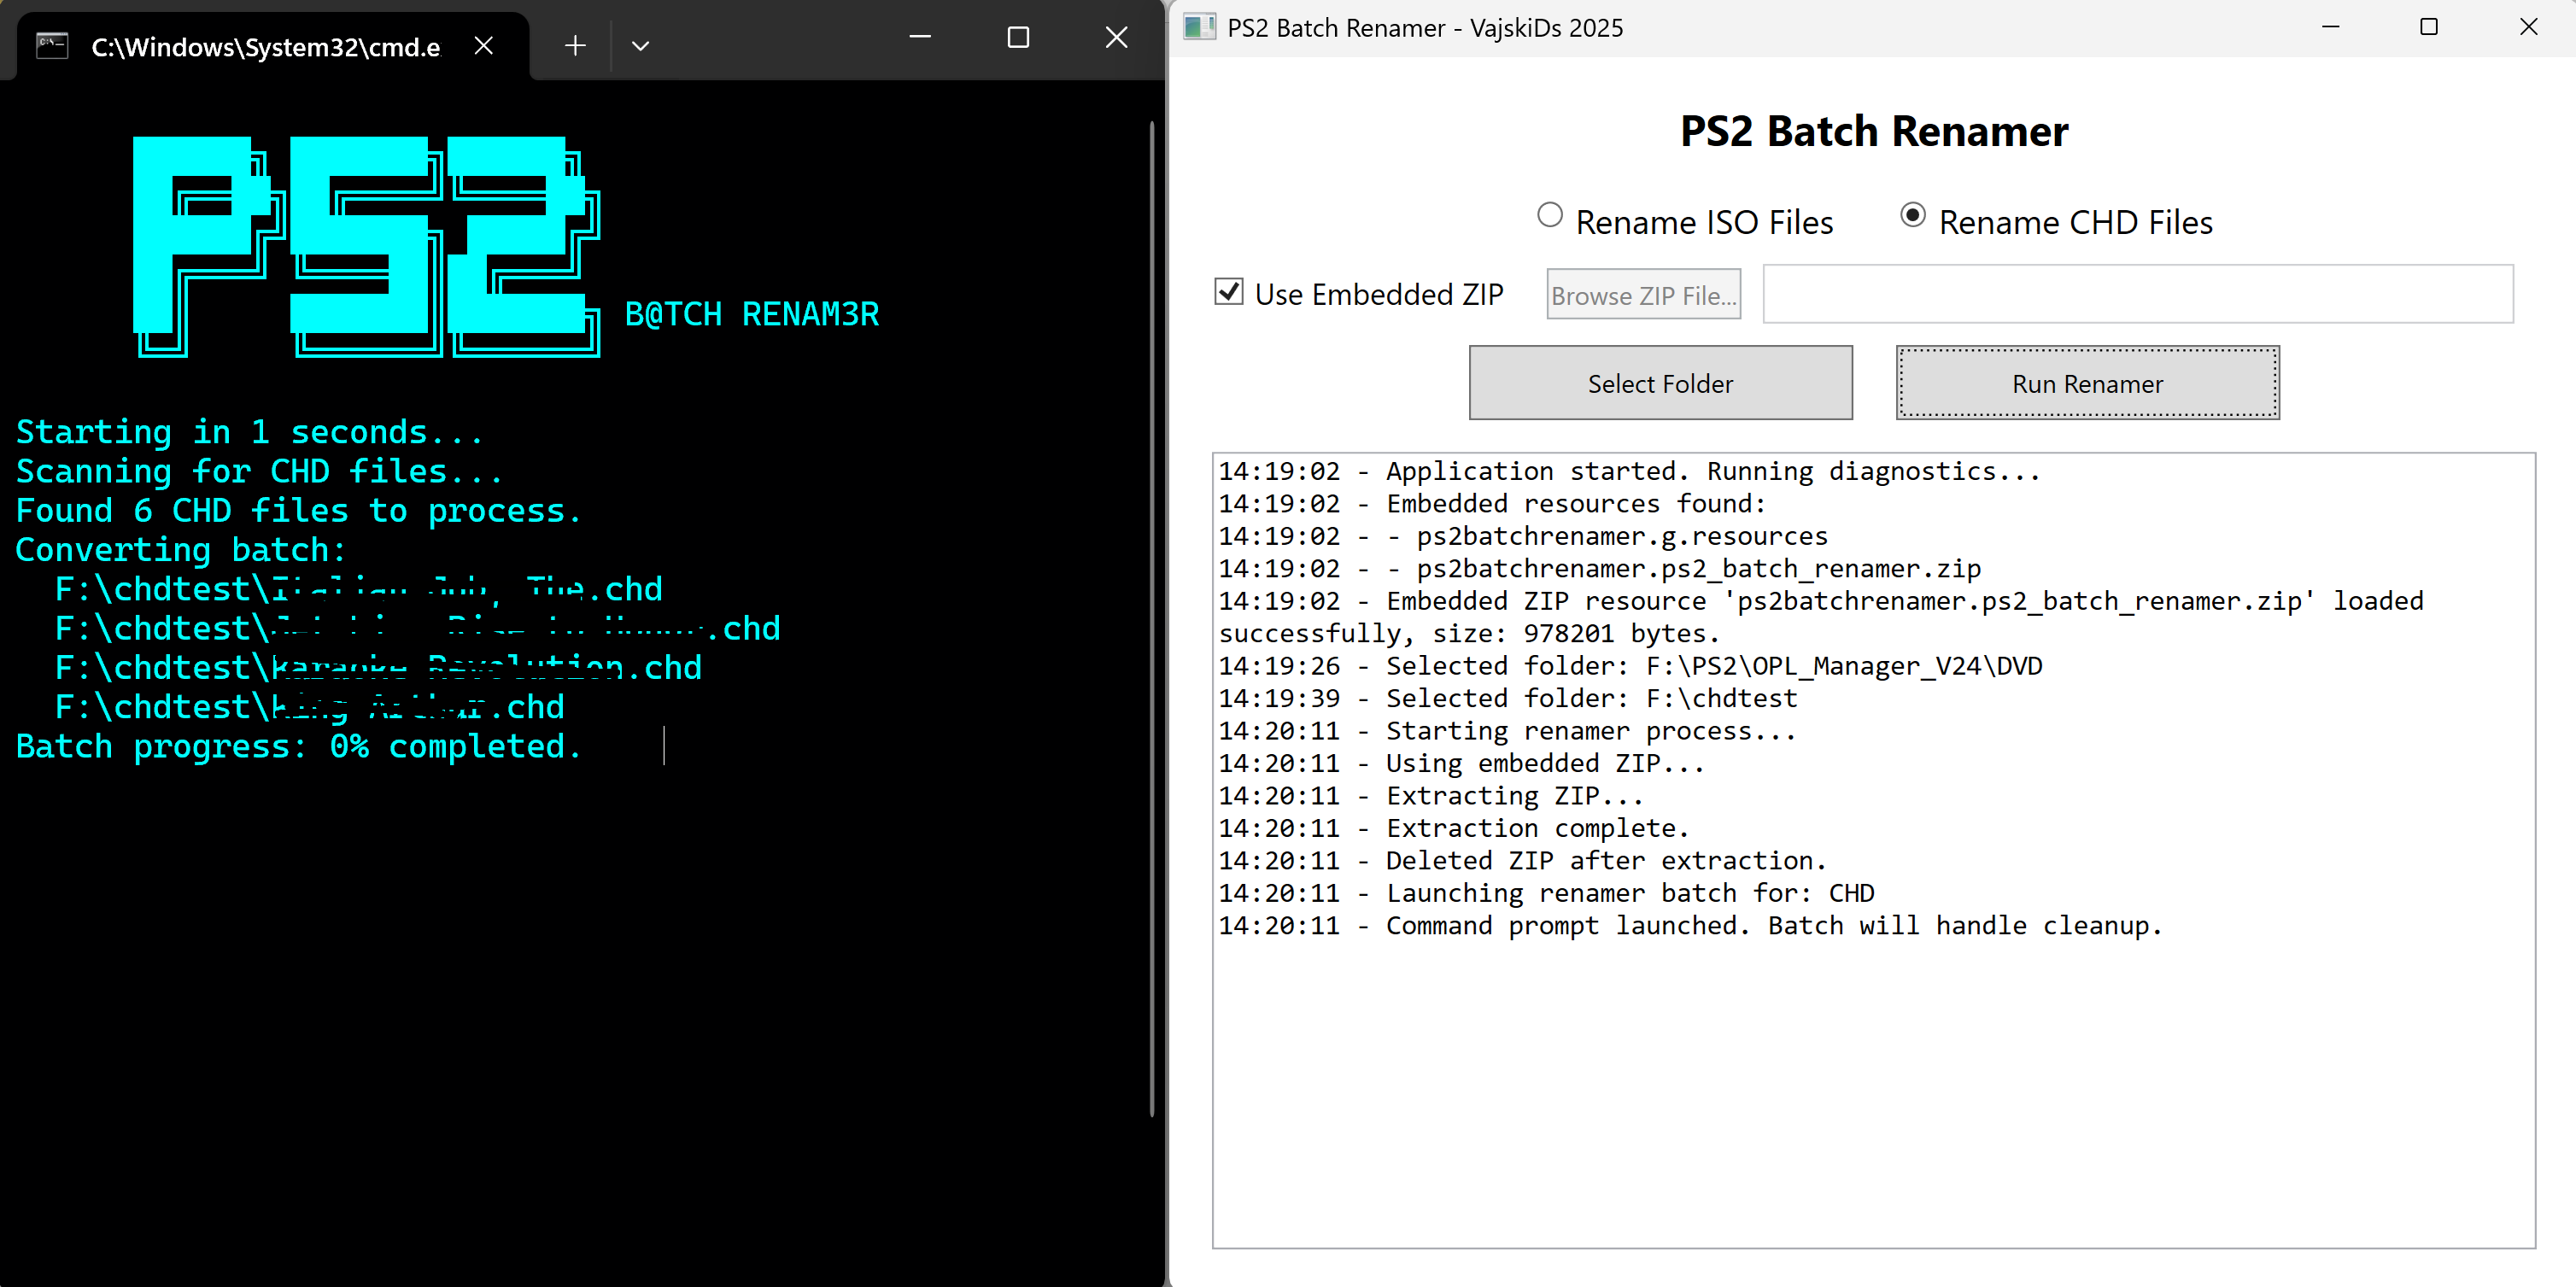 C:\Windows\System32\cmd.e
PS2
B@TCH RENAM3R
Starting in 1 seconds...
Scanning for CHD files...
Found 6 CHD files to process.
Converting batch:
F:\chdtest\ The.chd
F:\chdtest\ .chd
F:\chdtest\Karaoke Revolution.chd
F:\chdtest\King Arthur.chd
Batch progress: 0% completed.
PS2 Batch Renamer - VajskiDs 2025
PS2 Batch Renamer
Rename ISO Files
Rename CHD Files
Use Embedded ZIP
Browse ZIP File...
Select Folder
Run Renamer
14:19:02 - Application started. Running diagnostics...
14:19:02 - Embedded resources found:
14:19:02 - - ps2batchrenamer.g.resources
14:19:02 - - ps2batchrenamer.ps2_batch_renamer.zip
14:19:02 - Embedded ZIP resource 'ps2batchrenamer.ps2_batch_renamer.zip' loaded
successfully, size: 978201 bytes.
14:19:26 - Selected folder: F:\PS2\OPL_Manager_V24\DVD
14:19:39 - Selected folder: F:\chdtest
14:20:11 - Starting renamer process...
14:20:11 - Using embedded ZIP...
14:20:11 - Extracting ZIP...
14:20:11 - Extraction complete.
14:20:11 - Deleted ZIP after extraction.
14:20:11 - Launching renamer batch for: CHD
14:20:11 - Command prompt launched. Batch will handle cleanup.